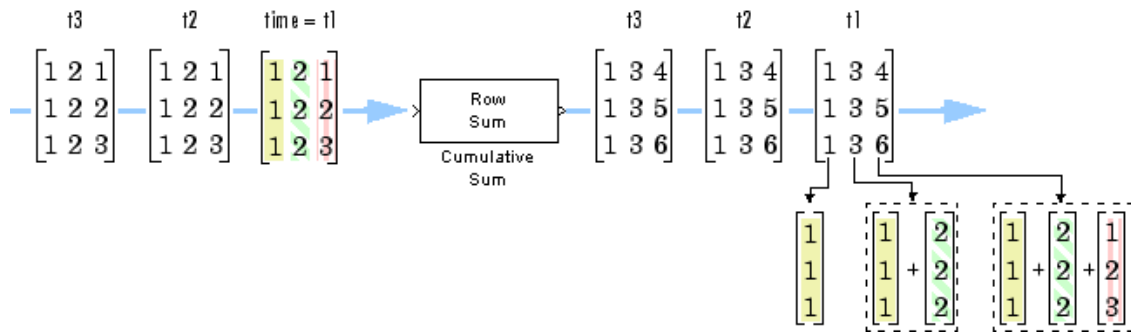 t3 t2 time = t1 t3 t2 t1
1 2 1 1 2 1 1 2 1 1 3 4 1 3 4 1 3 4
1 2 2 1 2 2 1 2 2 Row Sum 1 3 5 1 3 5 1 3 5
1 2 3 1 2 3 1 2 3 1 3 6 1 3 6 1 3 6
Cumulative
Sum
1 1 2 1 2 1
1 1 + 2 1 + 2 + 2
1 1 2 1 2 3